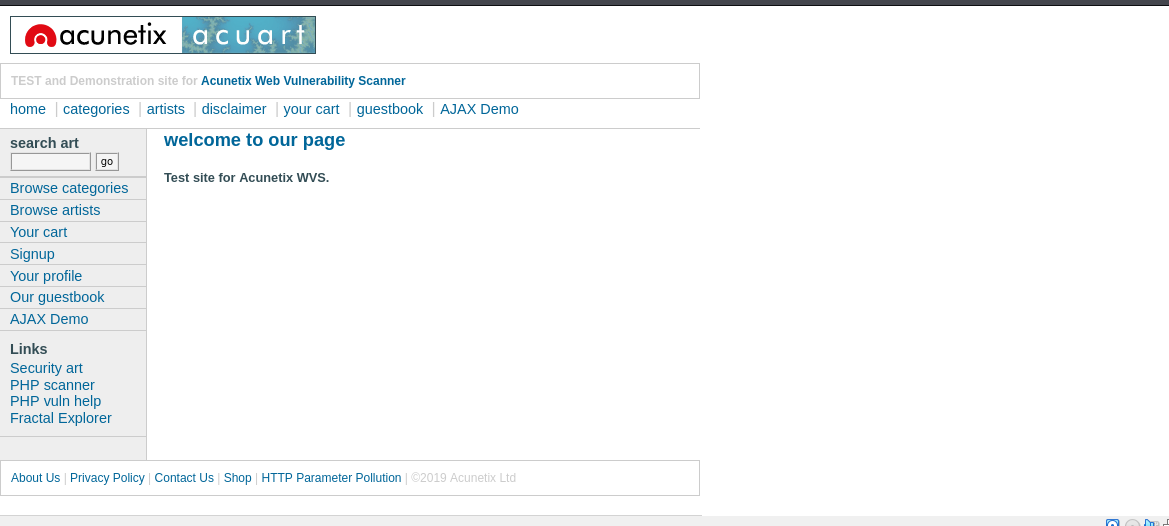 acunetix acuart
TEST and Demonstration site for Acunetix Web Vulnerability Scanner
home | categories | artists | disclaimer | your cart | guestbook | AJAX Demo
search art
go
Browse categories
Browse artists
Your cart
Signup
Your profile
Our guestbook
AJAX Demo
Links
Security art
PHP scanner
PHP vuln help
Fractal Explorer
welcome to our page
Test site for Acunetix WVS.
About Us | Privacy Policy | Contact Us | Shop | HTTP Parameter Pollution | ©2019 Acunetix Ltd